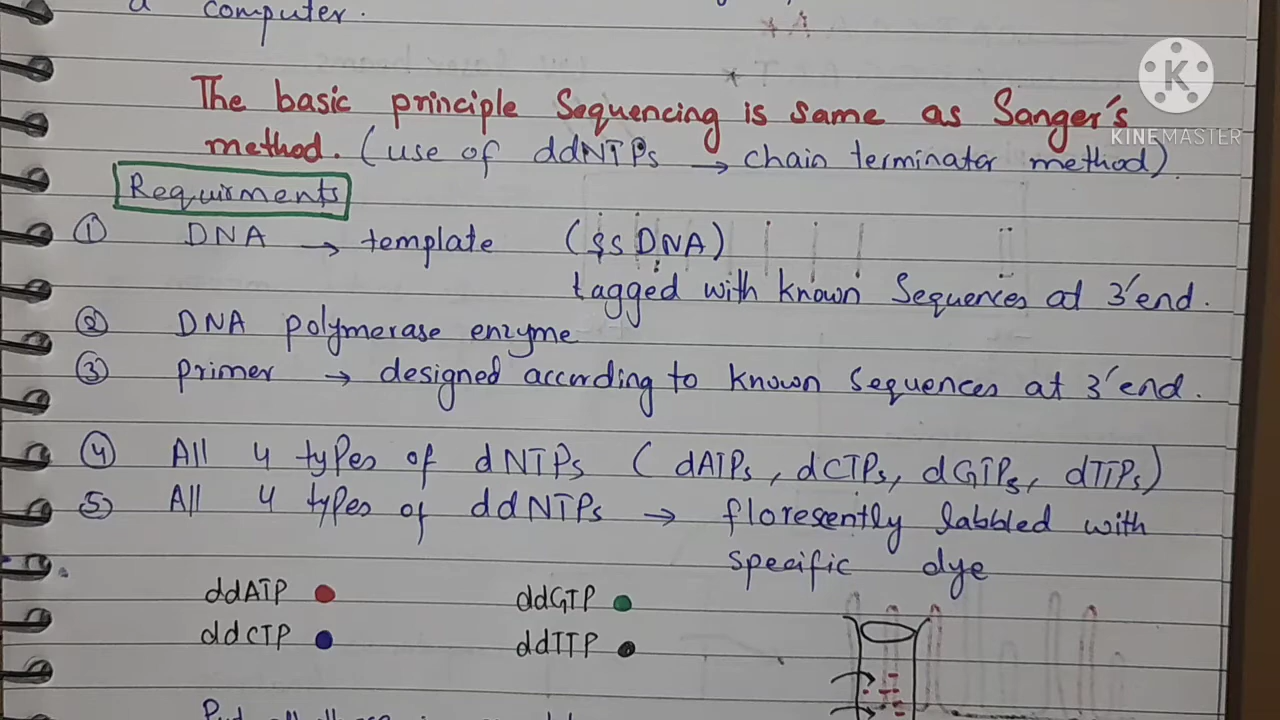 a computer.
The basic principle Sequencing is same as Sanger's
method. (use of ddNTPs → chain terminator method)
Requirments
① DNA → template (ssDNA)
tagged with known Sequences at 3' end.
② DNA polymerase enzyme
③ primer → designed according to known sequences at 3' end.
④ All 4 types of dNTPs (dATPs, dCTPs, dGTPs, dTTPs)
⑤ All 4 types of ddNTPs → florescently labbled with
specific dye
ddATP ddGTP
ddCTP ddTTP
K
KINEMASTER